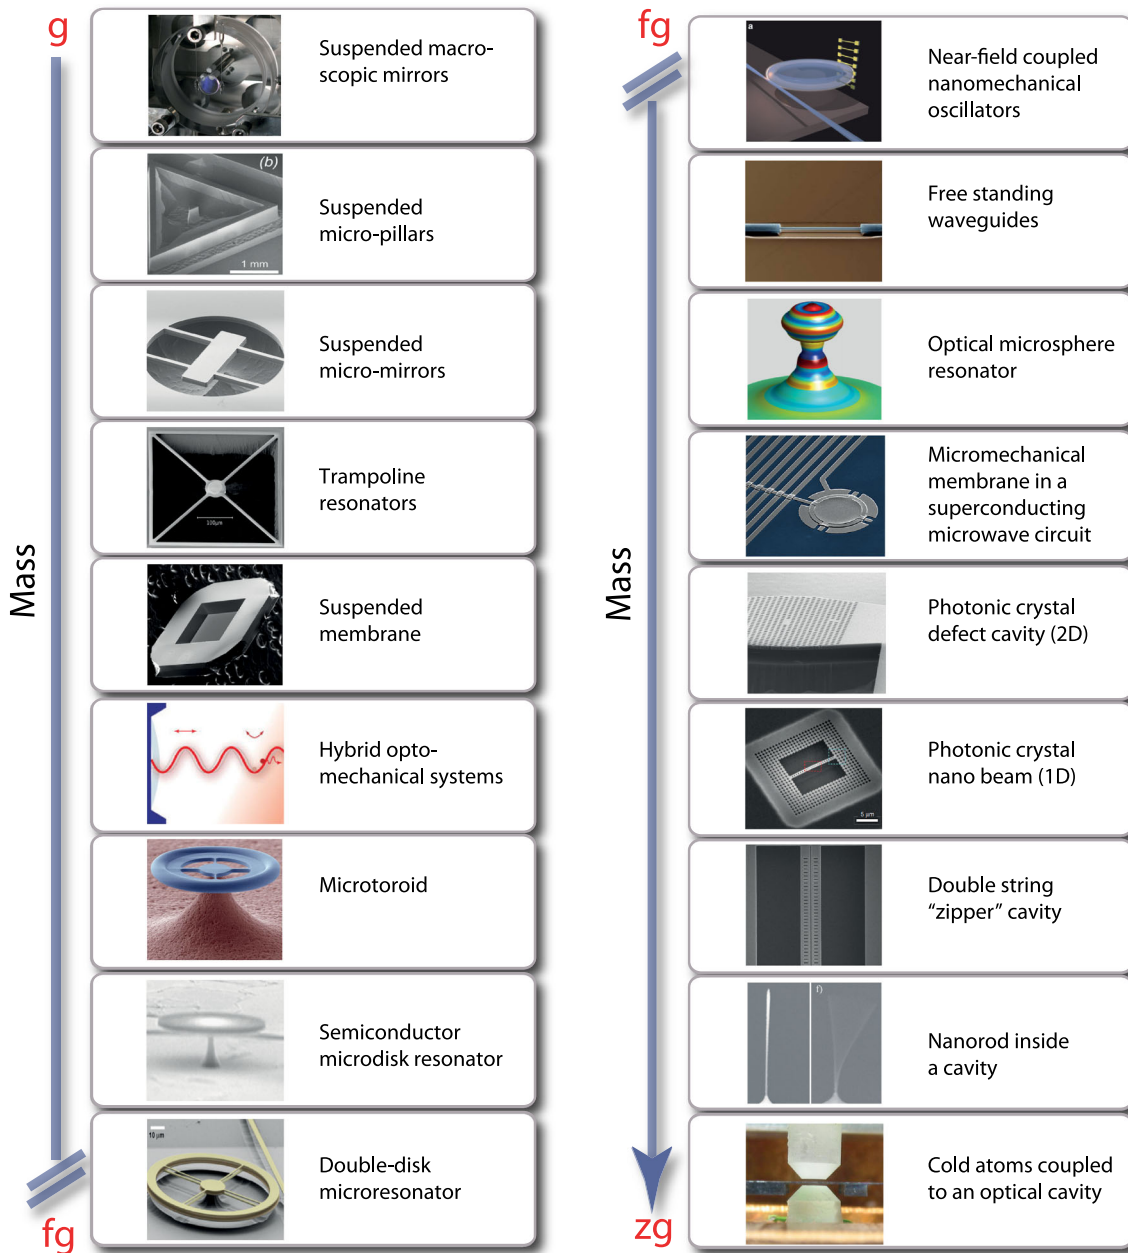 g
Suspended macro-
scopic mirrors
(b)
1 mm
Suspended
micro-pillars
Suspended
micro-mirrors
100μm
Trampoline
resonators
Suspended
membrane
Hybrid opto-
mechanical systems
Microtoroid
Semiconductor
microdisk resonator
10 μm
Double-disk
microresonator
Mass
fg
fg
a
Near-field coupled
nanomechanical
oscillators
Free standing
waveguides
Optical microsphere
resonator
Micromechanical
membrane in a
superconducting
microwave circuit
Photonic crystal
defect cavity (2D)
5 μm
Photonic crystal
nano beam (1D)
Double string
“zipper” cavity
f)
Nanorod inside
a cavity
Cold atoms coupled
to an optical cavity
Mass
zg